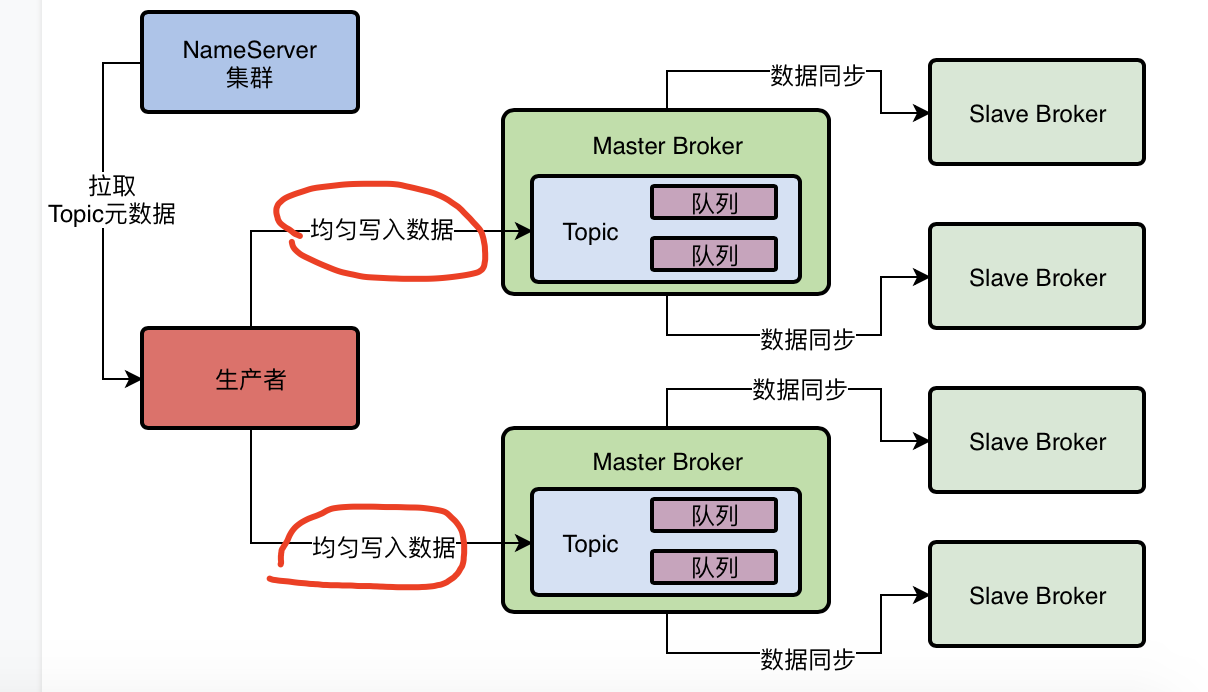 NameServer
集群
数据同步
Slave Broker
Master Broker
拉取
Topic元数据
均匀写入数据
Topic
队列
队列
Slave Broker
数据同步
生产者
数据同步
Slave Broker
Master Broker
均匀写入数据
Topic
队列
队列
Slave Broker
数据同步